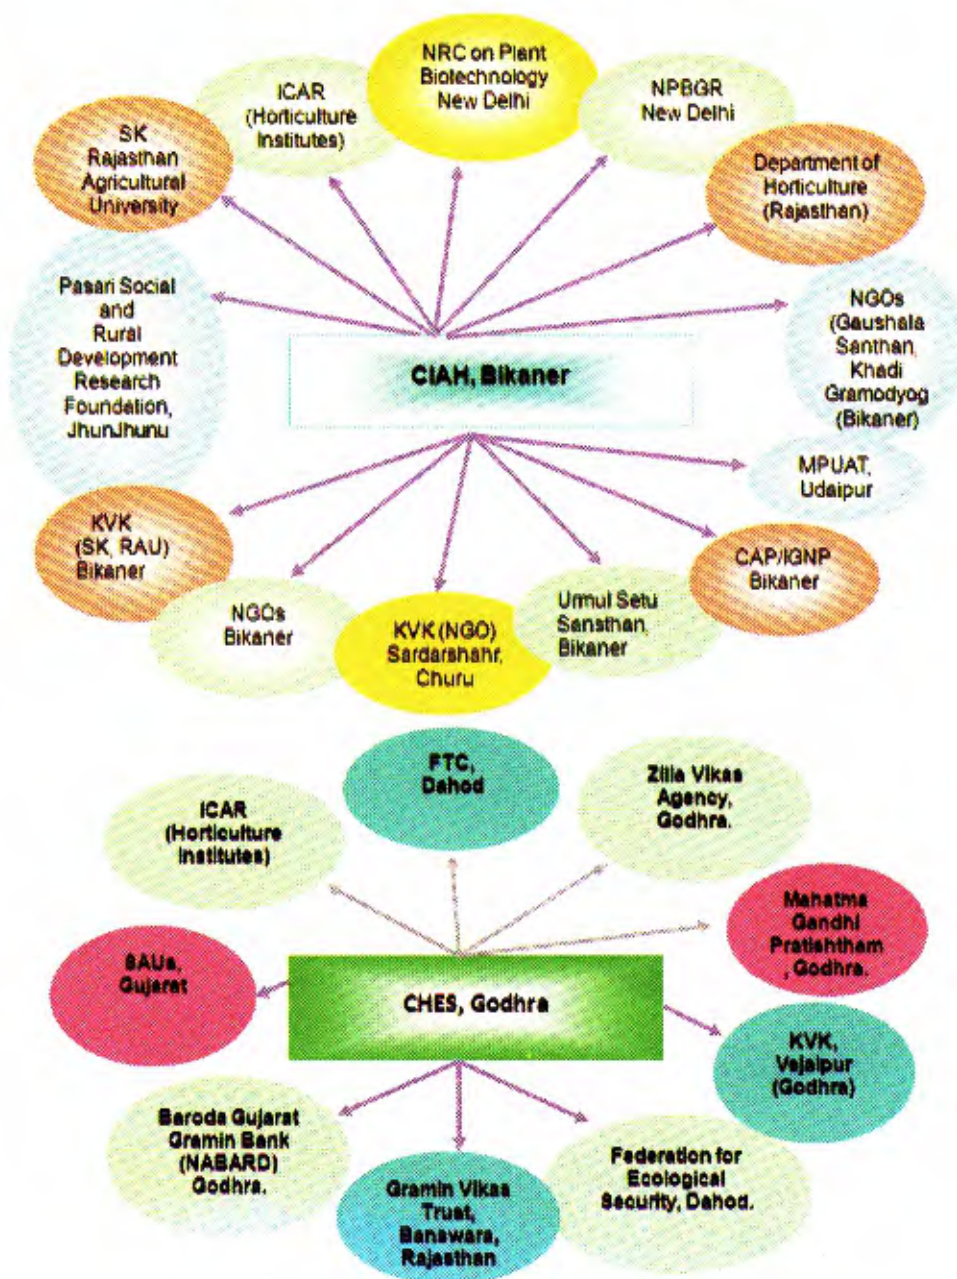 NRC on Plant
Biotechnology
New Delhi
ICAR
(Horticulture
Institutes)
NPBGR
New Delhi
SK
Rajasthan
Agricultural
University
Department of
Horticulture
(Rajasthan)
Pasari Social
and
Rural
Development
Research
Foundation,
JhunJhunu
NGOs
(Gaushala
Santhan,
Khadi
Gramodyog
(Bikaner)
CIAH, Bikaner
MPUAT,
Udaipur
KVK
(SK, RAU)
Bikaner
CAP/IGNP
Bikaner
NGOs
Bikaner
KVK (NGO)
Sardarshahr,
Churu
Urmul Setu
Sansthan,
Bikaner
FTC,
Dahod
Zilla Vikas
Agency,
Godhra.
ICAR
(Horticulture
Institutes)
Mahatma
Gandhi
Pratishtham
, Godhra.
SAUs,
Gujarat
CHES, Godhra
KVK,
Vejalpur
(Godhra)
Baroda Gujarat
Gramin Bank
(NABARD)
Godhra.
Gramin Vikas
Trust,
Banswara,
Rajasthan
Federation for
Ecological
Security, Dahod.